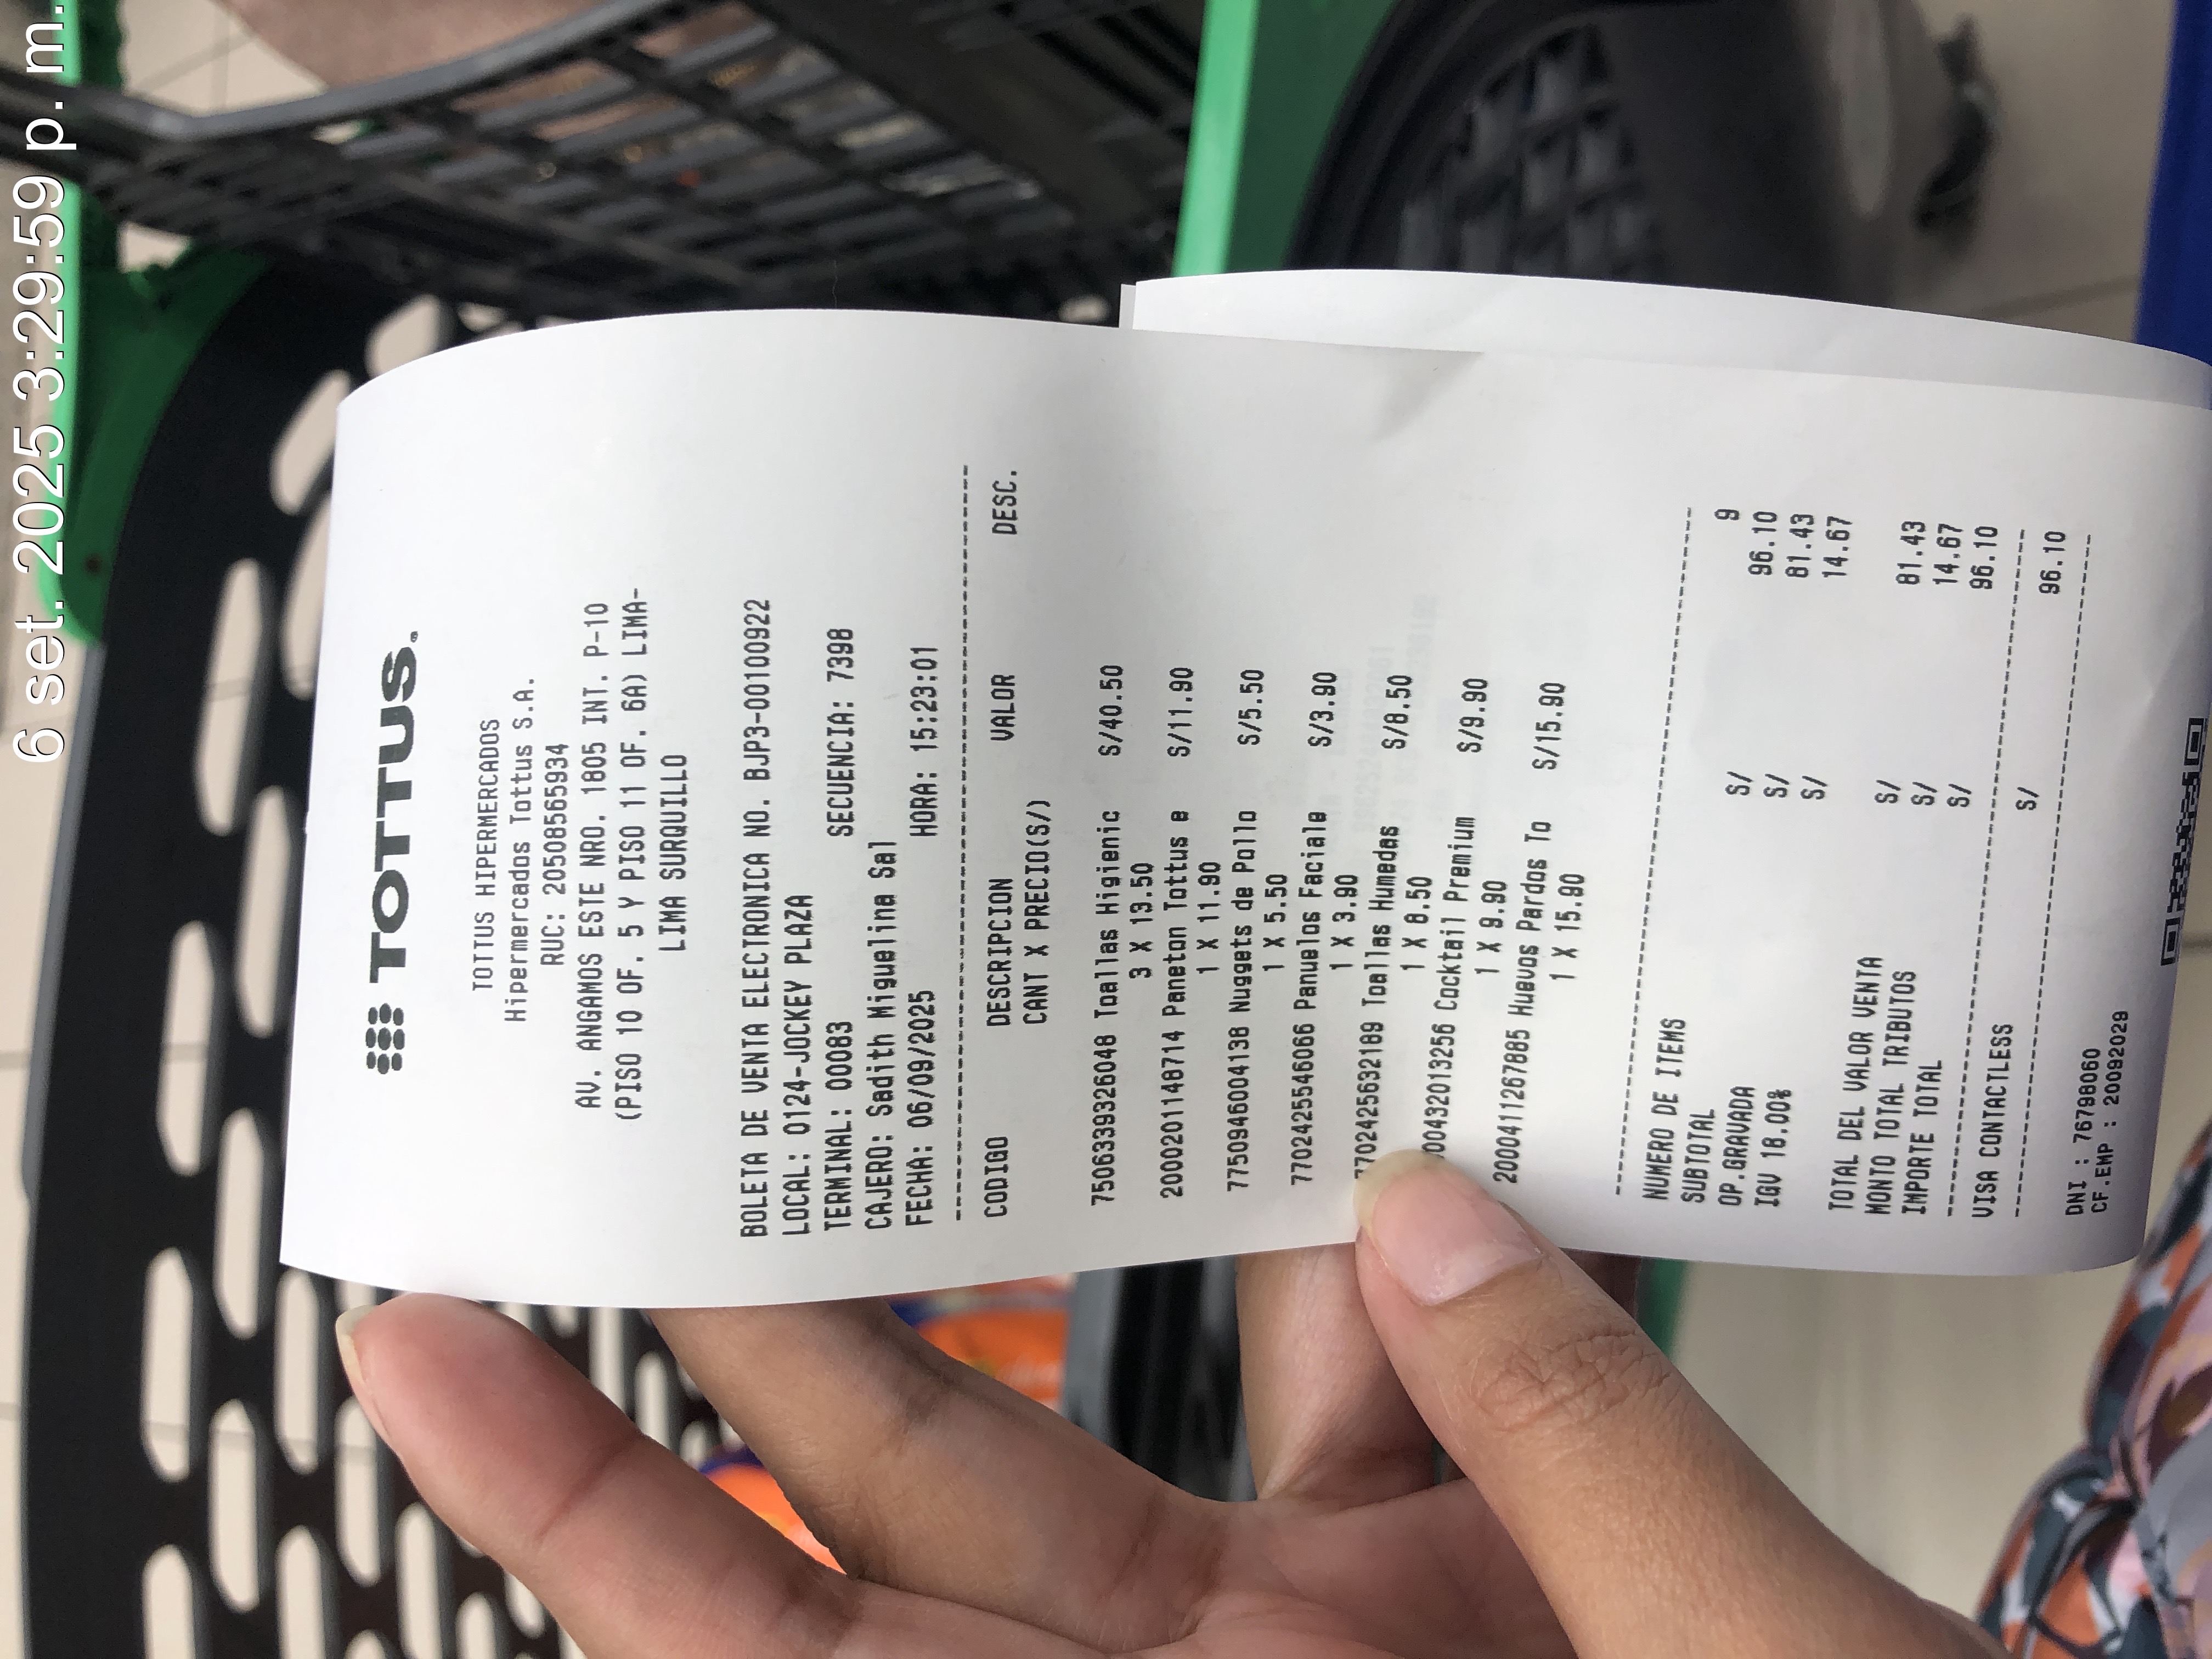 6 set. 2025 3:29:59 p. m.
TOTTUS.
TOTTUS HIPERMERCADOS
Hipermercados Tottus S.A.
RUC: 20508565934
AV. ANGAMOS ESTE NRO. 1805 INT. P-10
(PISO 10 OF. 5 Y PISO 11 OF. 6A) LIMA-
LIMA SURQUILLO
BOLETA DE VENTA ELECTRONICA NO. BJP3-00100922
LOCAL: 0124-JOCKEY PLAZA
TERMINAL: 00083 SECUENCIA: 7398
CAJERO: Sadith Miguelina Sal
FECHA: 06/09/2025 HORA: 15:23:01
CODIGO DESCRIPCION VALOR DESC.
CANT X PRECIO(S/)
7506339326048 Toallas Higienic S/40.50
3 X 13.50
2000201148714 Paneton Tottus e S/11.90
1 X 11.90
7750946004138 Nuggets de Pollo S/5.50
1 X 5.50
7702425546066 Panuelos Faciale S/3.90
1 X 3.90
7702425632189 Toallas Humedas S/8.50
1 X 8.50
00432013256 Cocktail Premium S/9.90
1 X 9.90
2000411267885 Huevos Pardos To S/15.90
1 X 15.90
NUMERO DE ITEMS 9
SUBTOTAL S/ 96.10
OP.GRAVADA S/ 81.43
IGV 18.00% S/ 14.67
TOTAL DEL VALOR VENTA S/ 81.43
MONTO TOTAL TRIBUTOS S/ 14.67
IMPORTE TOTAL S/ 96.10
VISA CONTACTLESS S/ 96.10
DNI : 76798060
CF.EMP : 20092029